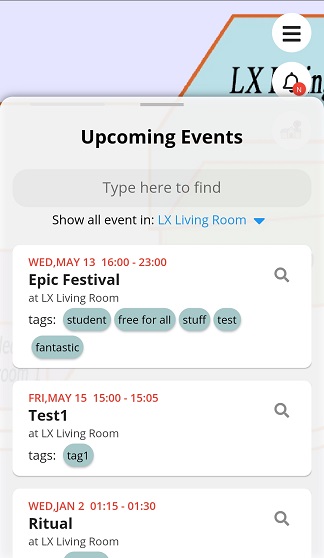 LX Livin
N
Upcoming Events
Type here to find
Show all event in: LX Living Room
WED,MAY 13 16:00 - 23:00
Epic Festival
at LX Living Room
tags: student free for all stuff test
fantastic
FRI,MAY 15 15:00 - 15:05
Test1
at LX Living Room
tags: tag1
WED,JAN 2 01:15 - 01:30
Ritual
at LX Living Room